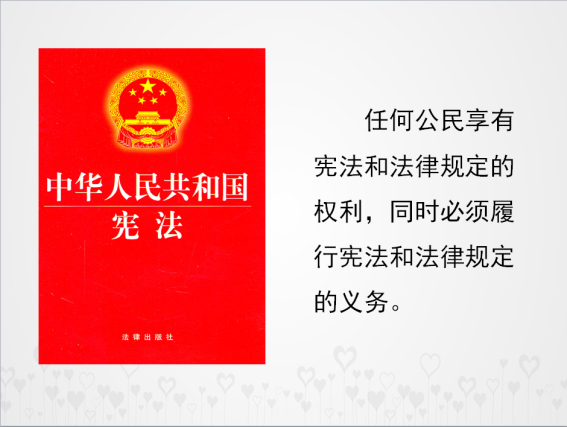 中华人民共和国
宪法
法律出版社
任何公民享有
宪法和法律规定的
权利，同时必须履
行宪法和法律规定
的义务。